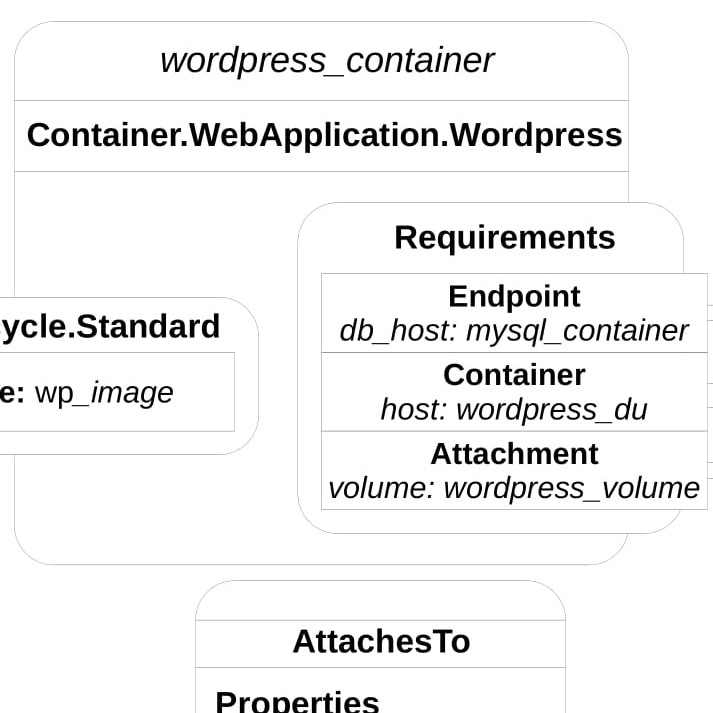 wordpress_container
Container.WebApplication.Wordpress
Requirements
Endpoint
db_host: mysql_container
Container
host: wordpress_du
Attachment
volume: wordpress_volume
ycle.Standard
e: wp_image
AttachesTo
Properties